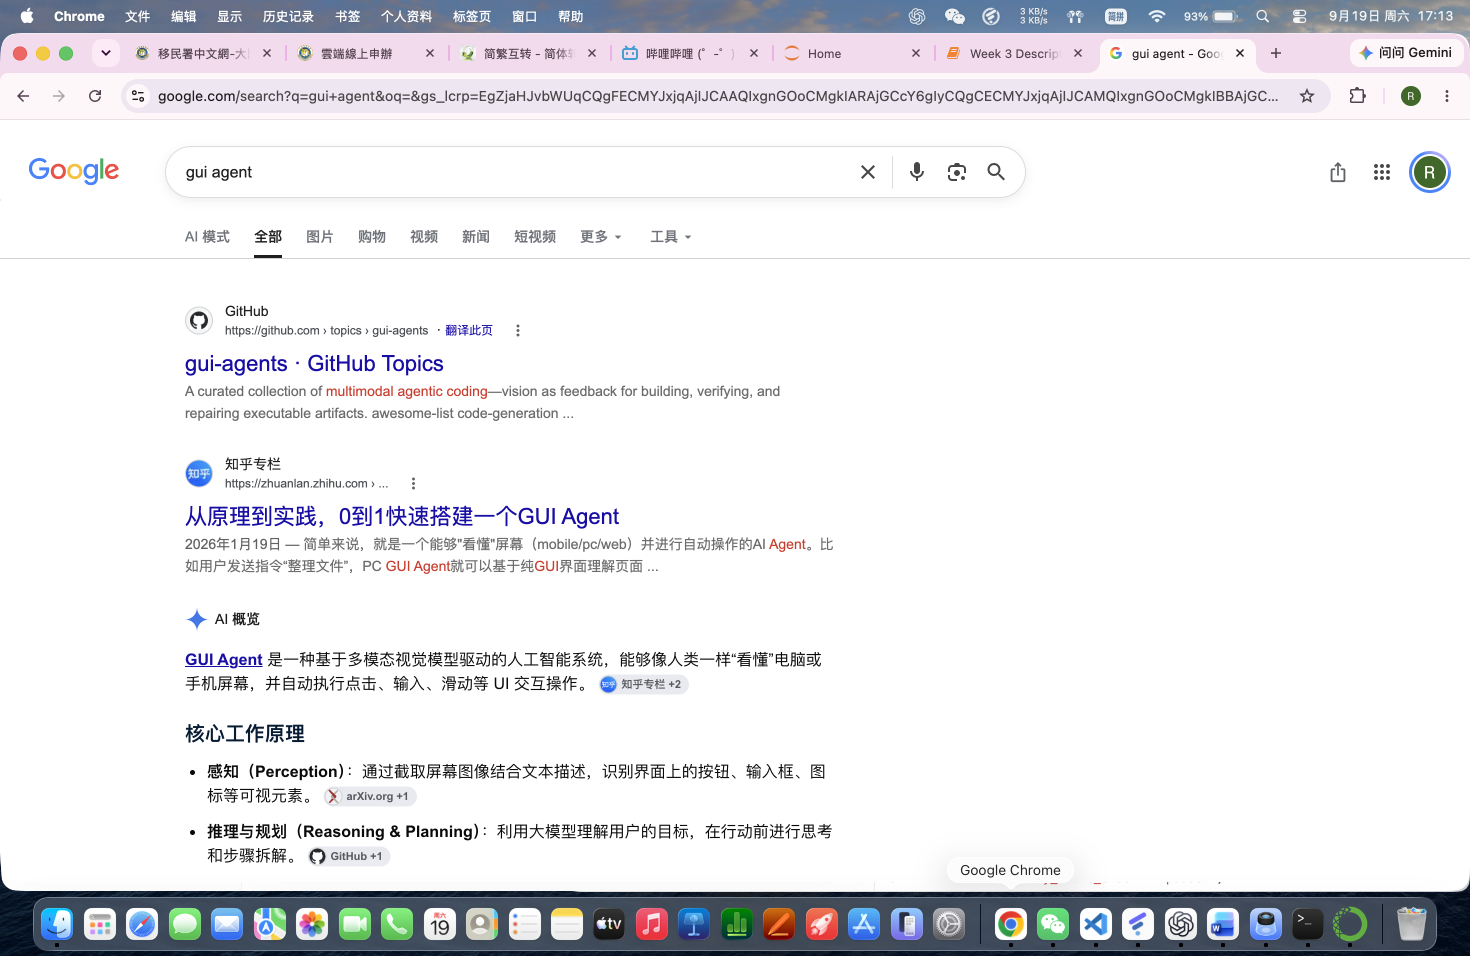 Chrome 文件 编辑 显示 历史记录 书签 个人资料 标签页 窗口 帮助 3 KB/s 3 KB/s 简拼 93% 9月19日 周六 17:13
移民署中文網-大 雲端線上申辦 简繁互转 - 简体 哔哩哔哩 (゜-゜) Home Week 3 Descrip gui agent - Goo 问问 Gemini
google.com/search?q=gui+agent&oq=&gs_lcrp=EgZjaHJvbWUqCQgFECMYJxjqAjIJCAAQIxgnGOoCMgkIARAjGCcY6gIyCQgCECMYJxjqAjIJCAMQIxgnGOoCMgkIBBAjGC... R
Google gui agent R
AI 模式 全部 图片 购物 视频 新闻 短视频 更多 工具
GitHub
https://github.com › topics › gui-agents · 翻译此页
gui-agents · GitHub Topics
A curated collection of multimodal agentic coding—vision as feedback for building, verifying, and
repairing executable artifacts. awesome-list code-generation ...
知乎 知乎专栏
https://zhuanlan.zhihu.com › ...
从原理到实践，0到1快速搭建一个GUI Agent
2026年1月19日 — 简单来说，就是一个能够"看懂"屏幕（mobile/pc/web）并进行自动操作的AI Agent。比
如用户发送指令“整理文件”，PC GUI Agent就可以基于纯GUI界面理解页面 ...
AI 概览
GUI Agent 是一种基于多模态视觉模型驱动的人工智能系统，能够像人类一样“看懂”电脑或
手机屏幕，并自动执行点击、输入、滑动等 UI 交互操作。 知乎 知乎专栏 +2
核心工作原理
• 感知（Perception）：通过截取屏幕图像结合文本描述，识别界面上的按钮、输入框、图
标等可视元素。 arXiv.org +1
• 推理与规划（Reasoning & Planning）：利用大模型理解用户的目标，在行动前进行思考
和步骤拆解。 GitHub +1
Google Chrome
周六
19 tv W >_